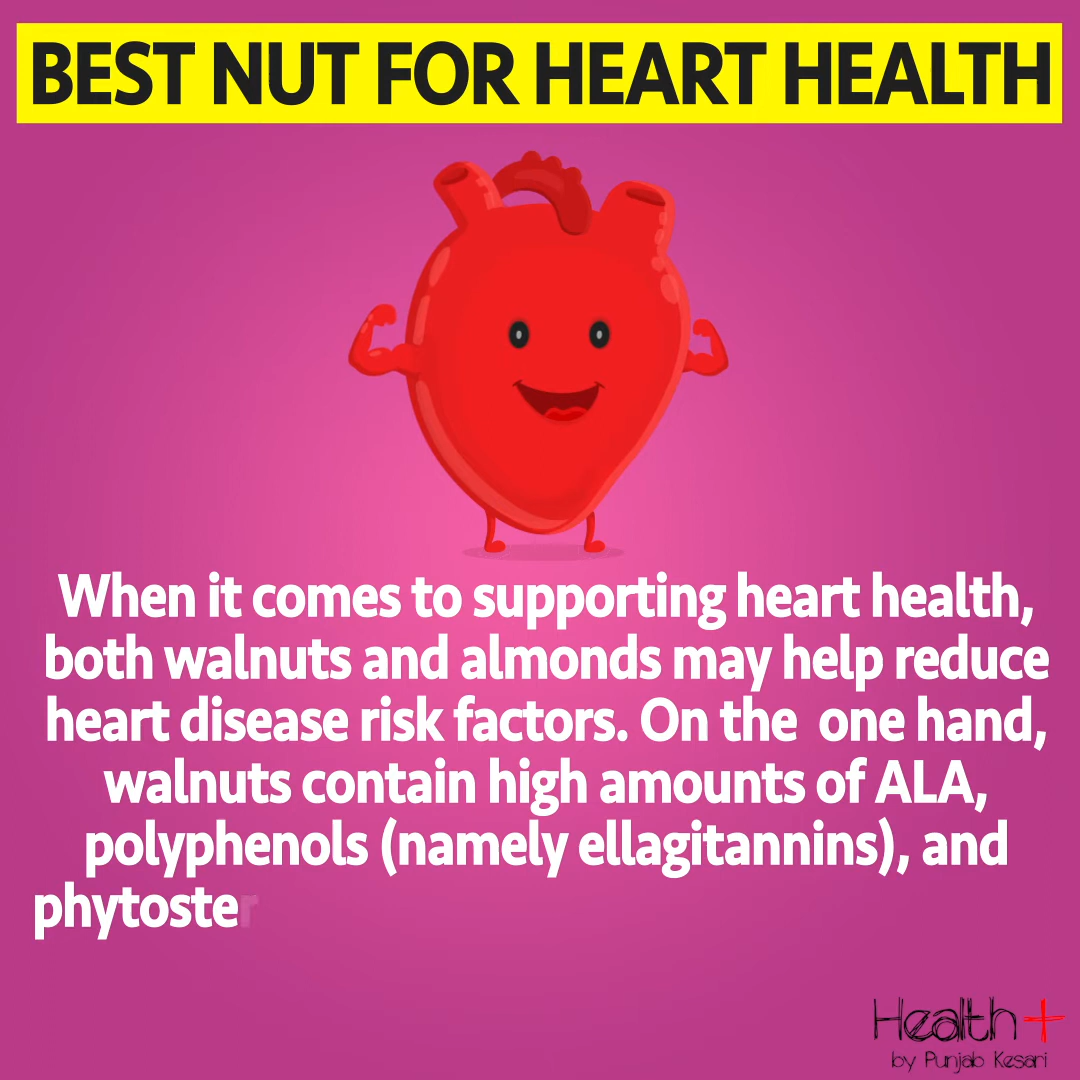 BEST NUT FOR HEART HEALTH
When it comes to supporting heart health,
both walnuts and almonds may help reduce
heart disease risk factors. On the  one hand,
walnuts contain high amounts of ALA,
polyphenols (namely ellagitannins), and
phytoster
Health+
by Punjab Kesari